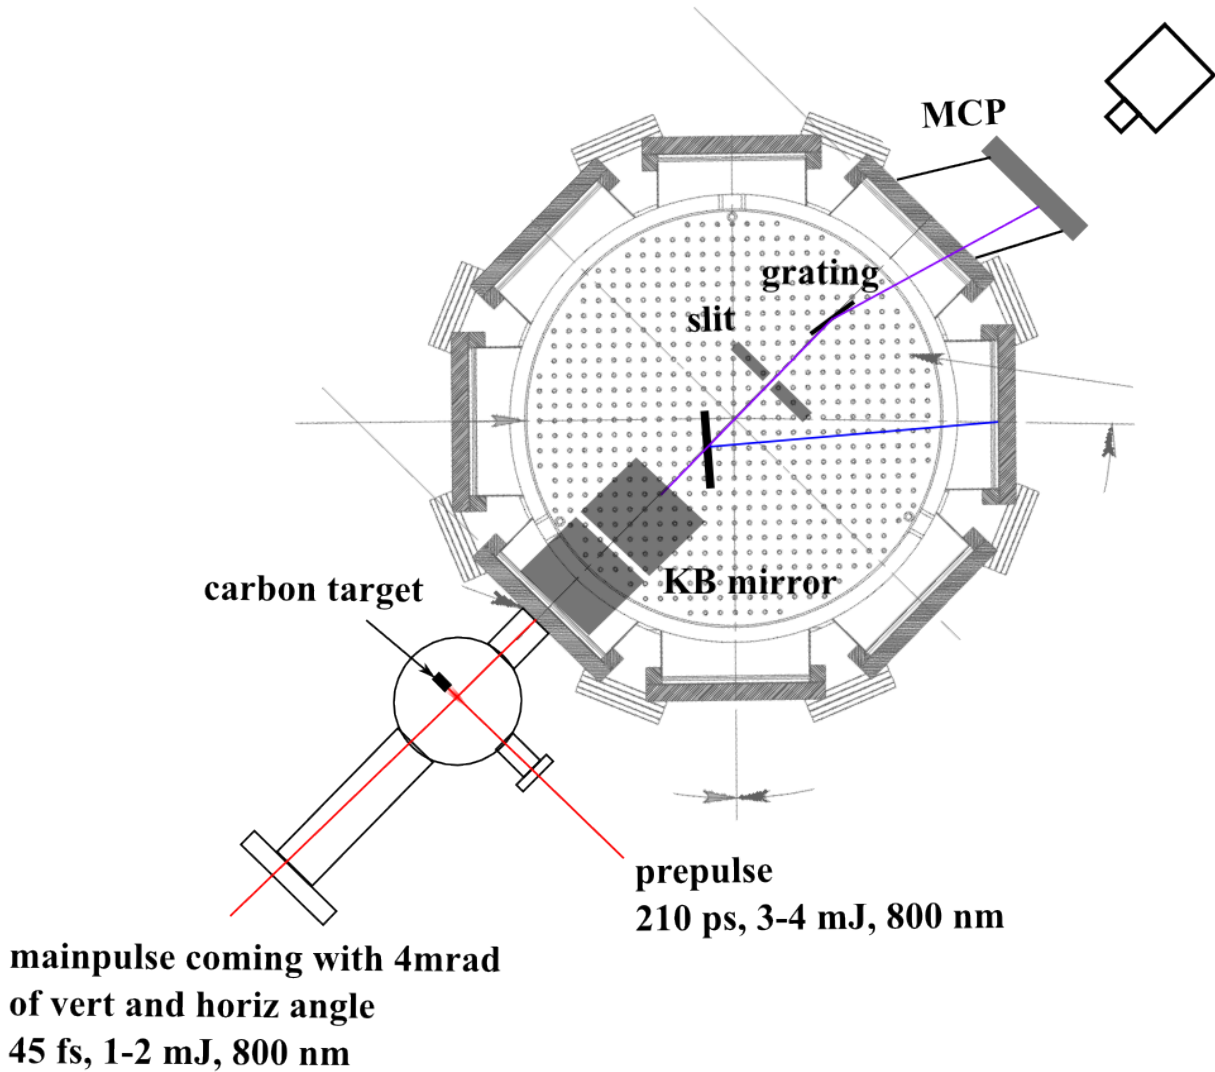 MCP
grating
slit
KB mirror
carbon target
prepulse
210 ps, 3-4 mJ, 800 nm
mainpulse coming with 4mrad
of vert and horiz angle
45 fs, 1-2 mJ, 800 nm